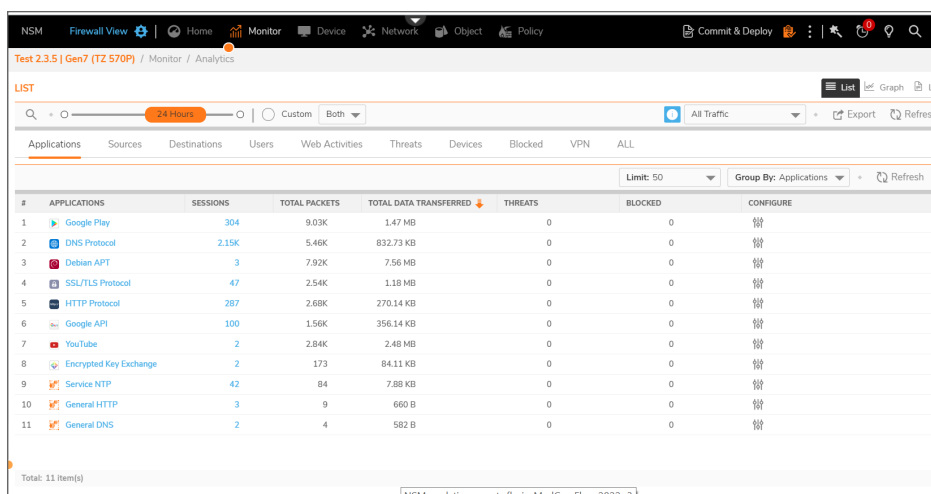 NSM Firewall View Home Monitor Device Network Object Policy Commit & Deploy 0
Test 2.3.5 | Gen7 (TZ 570P) / Monitor / Analytics
LIST List Graph
24 Hours Custom Both All Traffic Export Refres
Applications Sources Destinations Users Web Activities Threats Devices Blocked VPN ALL
Limit: 50 Group By: Applications Refresh
# APPLICATIONS SESSIONS TOTAL PACKETS TOTAL DATA TRANSFERRED THREATS BLOCKED CONFIGURE
1 Google Play 304 9.03K 1.47 MB 0 0
2 DNS Protocol 2.15K 5.46K 832.73 KB 0 0
3 Debian APT 3 7.92K 7.56 MB 0 0
4 SSL/TLS Protocol 47 2.54K 1.18 MB 0 0
5 HTTP Protocol 287 2.68K 270.14 KB 0 0
6 Google API 100 1.56K 356.14 KB 0 0
7 YouTube 2 2.84K 2.48 MB 0 0
8 Encrypted Key Exchange 2 173 84.11 KB 0 0
9 Service NTP 42 84 7.88 KB 0 0
10 General HTTP 3 9 660 B 0 0
11 General DNS 2 4 582 B 0 0
Total: 11 item(s)